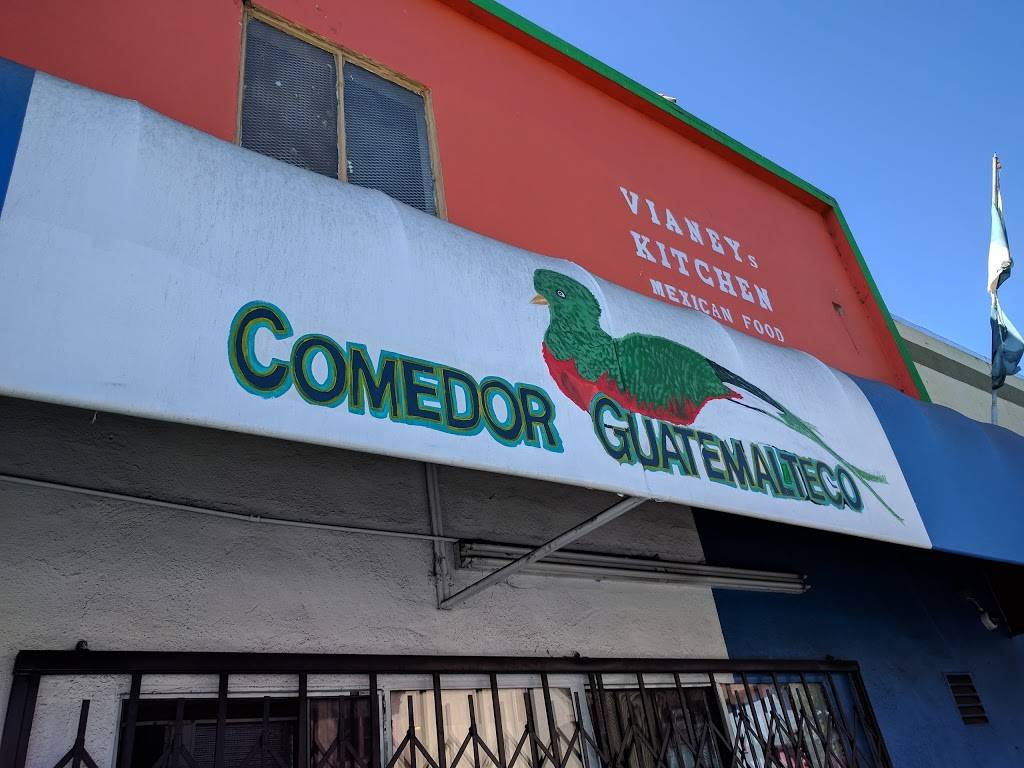 VIANEYs
KITCHEN
MEXICAN FOOD
COMEDOR GUATEMALTECO